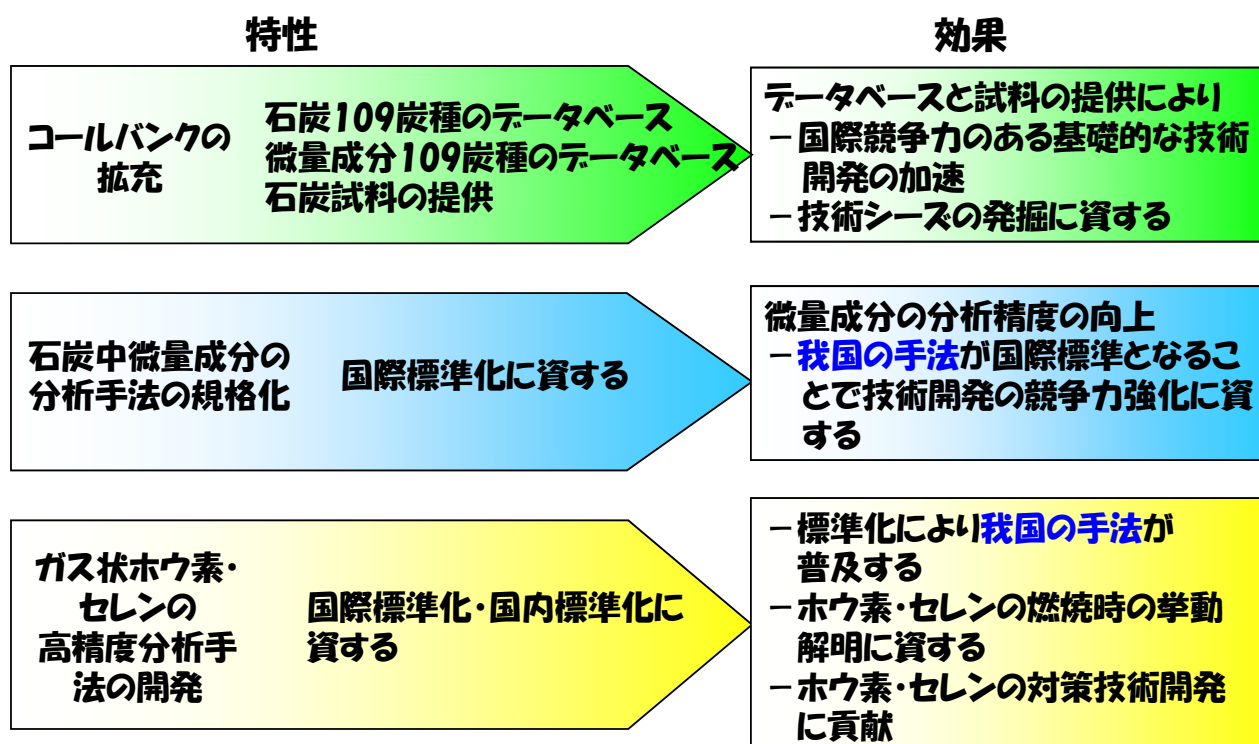 特性
効果
コールバンクの
拡充
石炭109炭種のデータベース
微量成分109炭種のデータベース
石炭試料の提供
データベースと試料の提供により
－国際競争力のある基礎的な技術
開発の加速
－技術シーズの発掘に資する
石炭中微量成分の
分析手法の規格化
国際標準化に資する
微量成分の分析精度の向上
－我国の手法が国際標準となるこ
とで技術開発の競争力強化に資
する
ガス状ホウ素・
セレンの
高精度分析手
法の開発
国際標準化・国内標準化に
資する
－標準化により我国の手法が
普及する
－ホウ素・セレンの燃焼時の挙動
解明に資する
－ホウ素・セレンの対策技術開発
に貢献